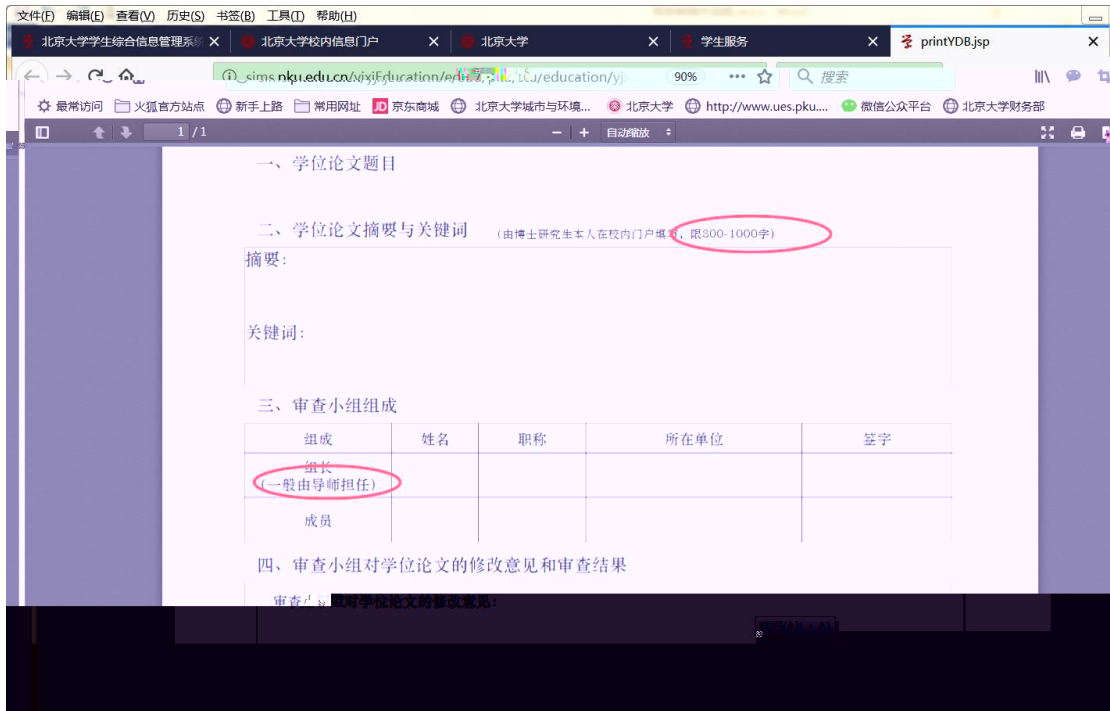 文件(F) 编辑(E) 查看(V) 历史(S) 书签(B) 工具(T) 帮助(H)
北京大学学生综合信息管理系统 北京大学校内信息门户 北京大学 学生服务 printYDB.jsp
90% 搜索
最常访问 火狐官方站点 新手上路 常用网址 JD 京东商城 北京大学城市与环境... 北京大学 http://www.ues.pku.... 微信公众平台 北京大学财务部
1 / 1 自动缩放
一、学位论文题目
二、学位论文摘要与关键词 (由博士研究生本人在校内门户填写，限800-1000字)
摘要:
关键词:
三、审查小组组成
组成 姓名 职称 所在单位 签字
组长
(一般由导师担任)
成员
四、审查小组对学位论文的修改意见和审查结果
组对学位论文的修改意见: